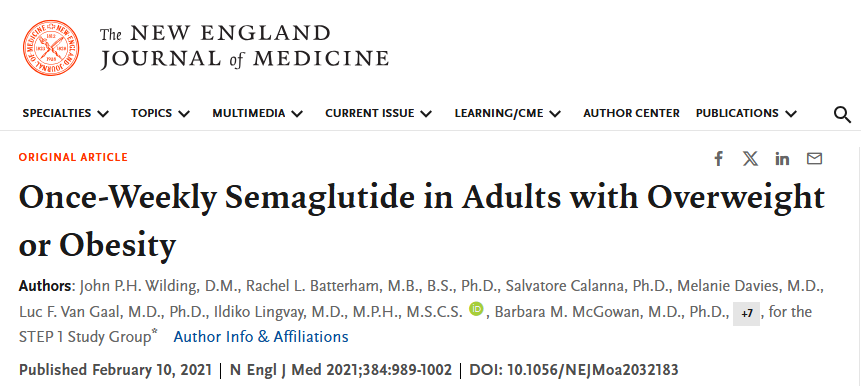 The NEW ENGLAND
JOURNAL of MEDICINE
SPECIALTIES TOPICS MULTIMEDIA CURRENT ISSUE LEARNING/CME AUTHOR CENTER PUBLICATIONS
ORIGINAL ARTICLE
Once-Weekly Semaglutide in Adults with Overweight
or Obesity
Authors: John P.H. Wilding, D.M., Rachel L. Batterham, M.B., B.S., Ph.D., Salvatore Calanna, Ph.D., Melanie Davies, M.D.,
Luc F. Van Gaal, M.D., Ph.D., Ildiko Lingvay, M.D., M.P.H., M.S.C.S. iD, Barbara M. McGowan, M.D., Ph.D., +7, for the
STEP 1 Study Group* Author Info & Affiliations
Published February 10, 2021 | N Engl J Med 2021;384:989-1002 | DOI: 10.1056/NEJMoa2032183